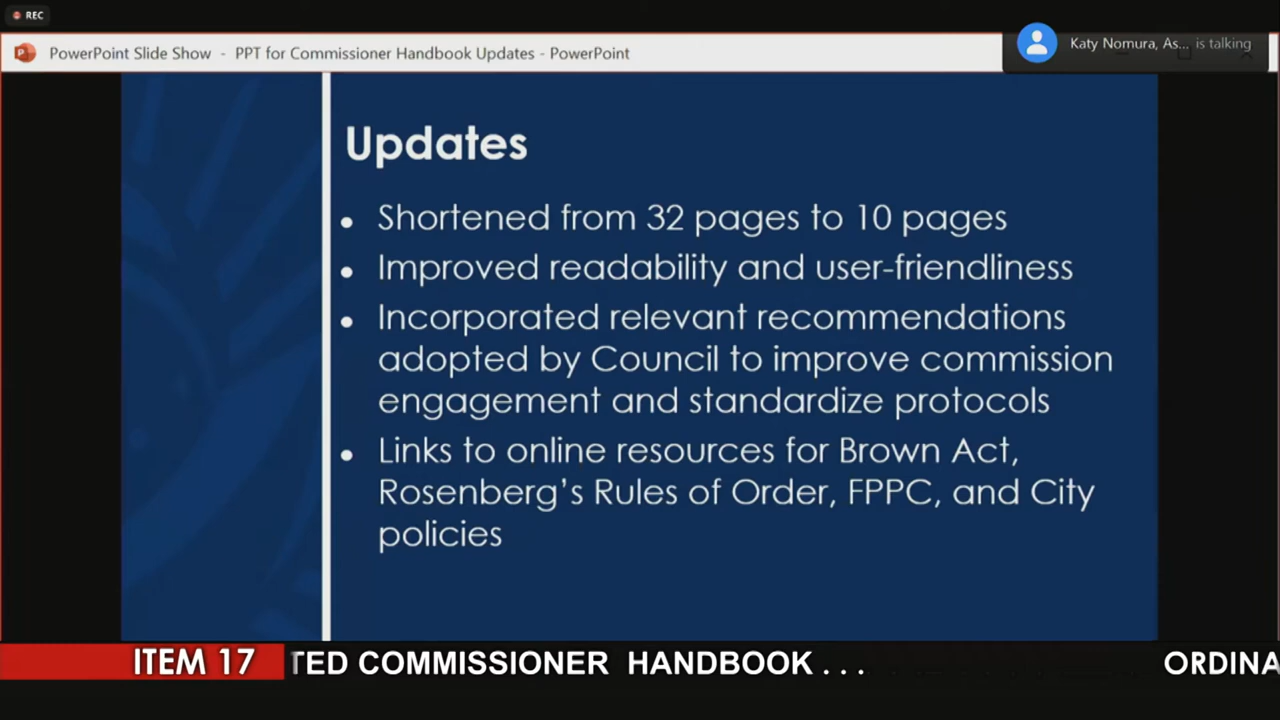 REC
PowerPoint Slide Show - PPT for Commissioner Handbook Updates - PowerPoint
Katy Nomura, As... is talking
Updates
• Shortened from 32 pages to 10 pages
• Improved readability and user-friendliness
• Incorporated relevant recommendations
adopted by Council to improve commission
engagement and standardize protocols
• Links to online resources for Brown Act,
Rosenberg's Rules of Order, FPPC, and City
policies
ITEM 17 TED COMMISSIONER HANDBOOK . . . ORDINA